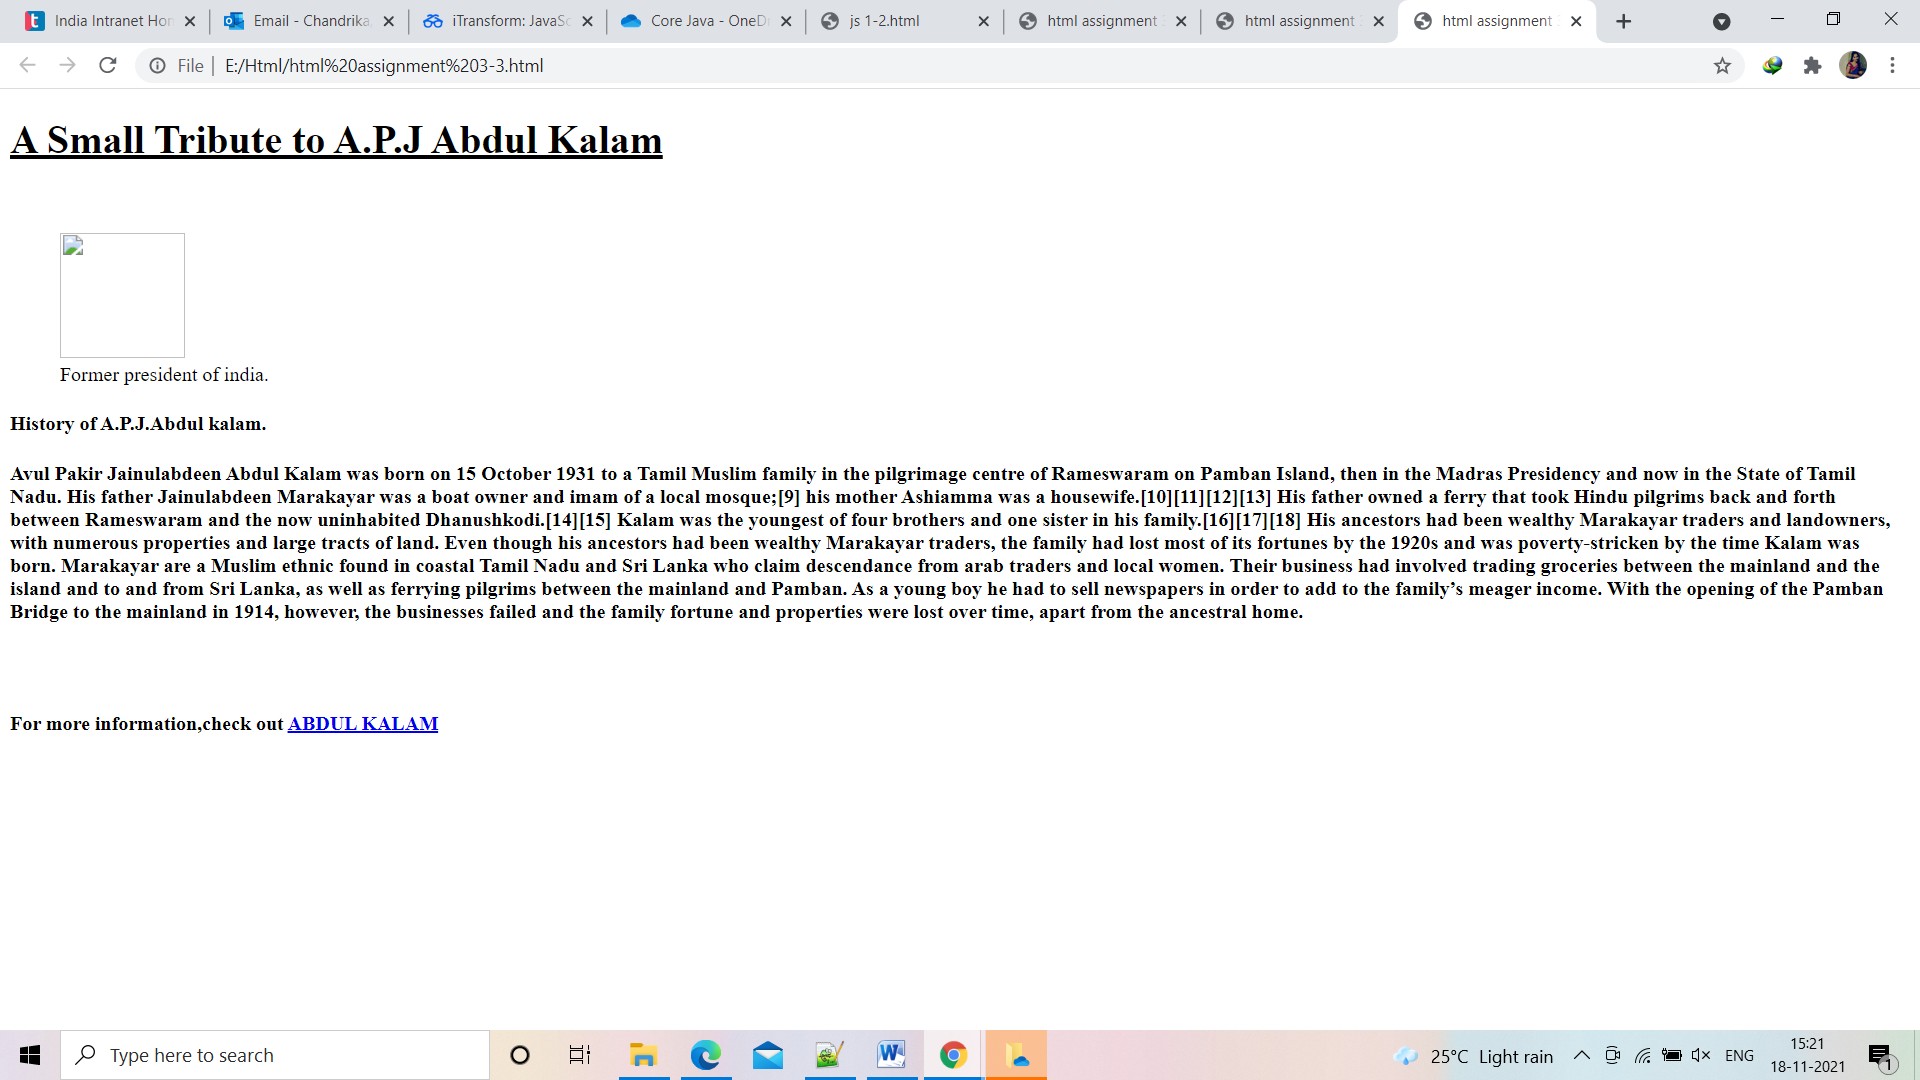 India Intranet Hon
Email - Chandrika
iTransform: JavaSc
Core Java - OneD
js 1-2.html
html assignment
html assignment
html assignment
File
E:/Html/html%20assignment%203-3.html
A Small Tribute to A.P.J Abdul Kalam
Former president of india.
History of A.P.J.Abdul kalam.
Avul Pakir Jainulabdeen Abdul Kalam was born on 15 October 1931 to a Tamil Muslim family in the pilgrimage centre of Rameswaram on Pamban Island, then in the Madras Presidency and now in the State of Tamil
Nadu. His father Jainulabdeen Marakayar was a boat owner and imam of a local mosque;[9] his mother Ashiamma was a housewife.[10][11][12][13] His father owned a ferry that took Hindu pilgrims back and forth
between Rameswaram and the now uninhabited Dhanushkodi.[14][15] Kalam was the youngest of four brothers and one sister in his family.[16][17][18] His ancestors had been wealthy Marakayar traders and landowners,
with numerous properties and large tracts of land. Even though his ancestors had been wealthy Marakayar traders, the family had lost most of its fortunes by the 1920s and was poverty-stricken by the time Kalam was
born. Marakayar are a Muslim ethnic found in coastal Tamil Nadu and Sri Lanka who claim descendance from arab traders and local women. Their business had involved trading groceries between the mainland and the
island and to and from Sri Lanka, as well as ferrying pilgrims between the mainland and Pamban. As a young boy he had to sell newspapers in order to add to the family’s meager income. With the opening of the Pamban
Bridge to the mainland in 1914, however, the businesses failed and the family fortune and properties were lost over time, apart from the ancestral home.
For more information,check out ABDUL KALAM
Type here to search
25°C Light rain
ENG
15:21
18-11-2021
1